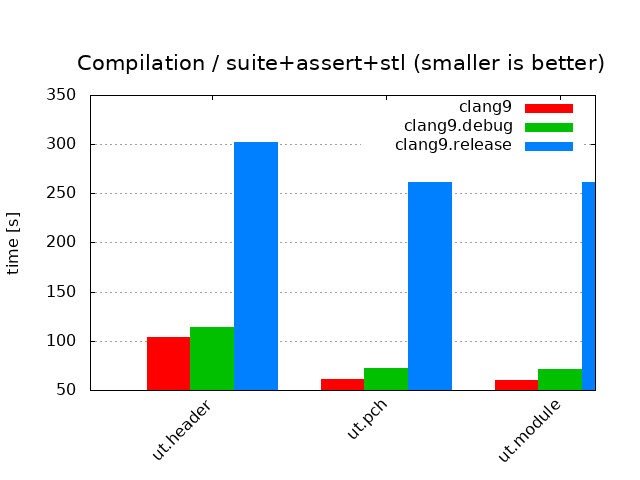 Compilation / suite+assert+stl (smaller is better)
350
300
250
200
150
100
50
time [s]
clang9
clang9.debug
clang9.release
ut.header
ut.pch
ut.module